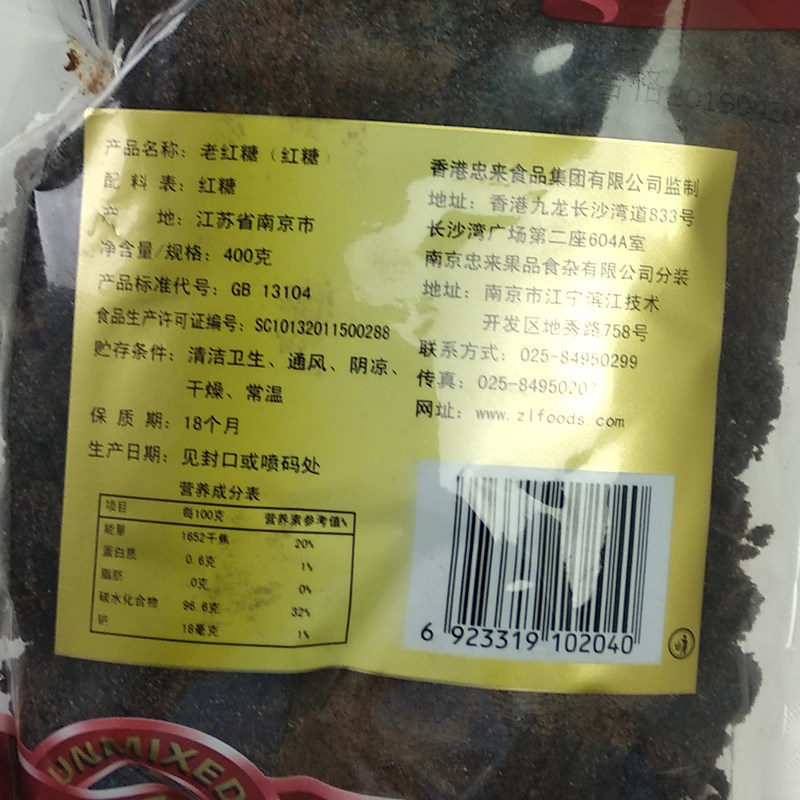 合格
产品名称：老红糖（红糖
配 料 表：红糖
产 地：江苏省南京市
净含量/规格：400克
产品标准代号：GB 13104
食品生产许可证编号：SC10132011500288
贮存条件：清洁卫生、通风、阴凉、
干燥、常温
保 质 期：18个月
生产日期：见封口或喷码处
营养成分表
项目 每100克 营养素参考值%
能量 1652千焦 20%
蛋白质 0.6克 1%
脂肪 .0克 0%
碳水化合物 96.6克 32%
钠 18毫克 1%
香港忠来食品集团有限公司监制
地址：香港九龙长沙湾道833号
长沙湾广场第二座604A室
南京忠来果品食杂有限公司分装
地址：南京市江宁滨江技术
开发区地秀路758号
联系方式：025-84950299
传真：025-8495020
网址：www.zlfoods.com
6 923319 102040
UNMIXED